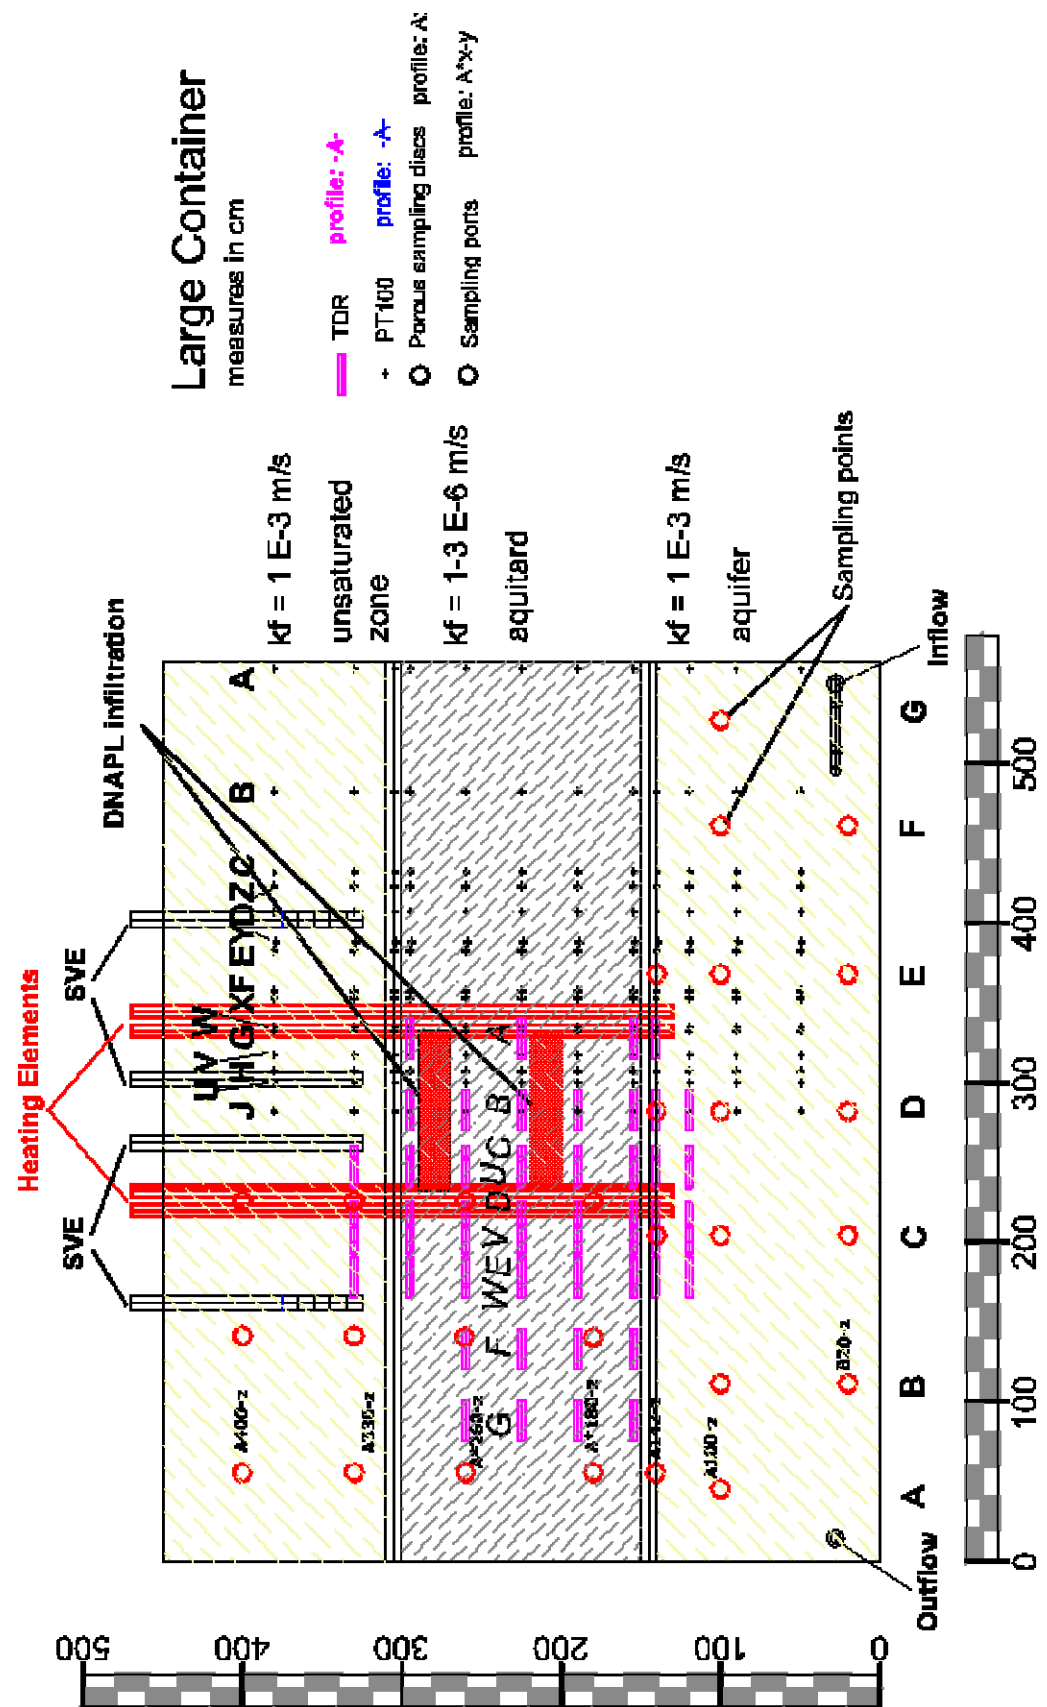 Large Container
measures in cm
TDR profile: -A-
PT100 profile: -A-
Porous sampling discs profile: A:
Sampling ports profile: A*x-y
Heating Elements
SVE
SVE
DNAPL infiltration
kf = 1 E-3 m/s
unsaturated
zone
kf = 1-3 E-6 m/s
aquitard
kf = 1 E-3 m/s
aquifer
Sampling points
Inflow
Outflow
U V W
J H G X F E Y D Z C B A
G F W E V D U C B A
A400-z
A330-z
A*260-z
A*180-z
A142-z
A100-z
B20-z
A B C D E F G
0 100 200 300 400 500
500
400
300
200
100
0